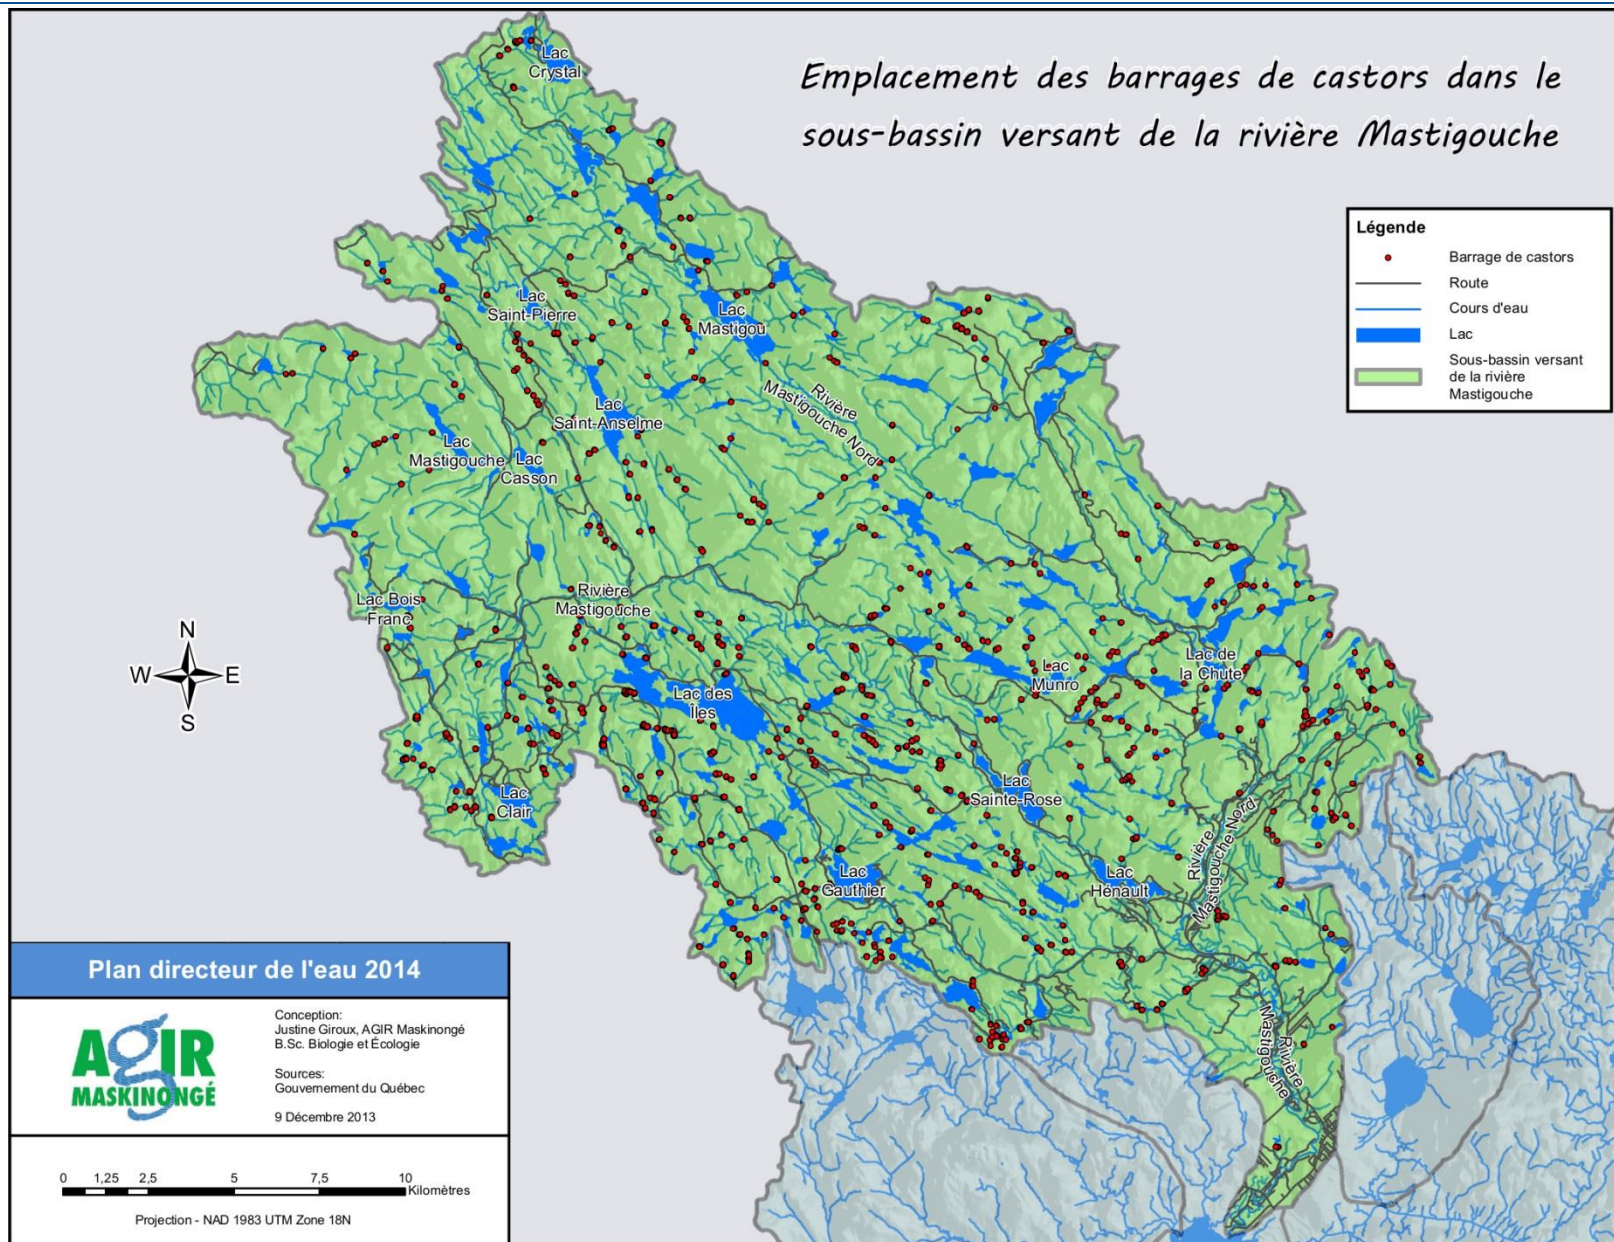 Emplacement des barrages de castors dans le
sous-bassin versant de la rivière Mastigouche
Légende
Barrage de castors
Route
Cours d'eau
Lac
Sous-bassin versant
de la rivière
Mastigouche
Lac
Crystal
Lac
Saint-Pierre
Lac
Mastigou
Rivière
Mastigouche Nord
Lac
Saint-Anselme
Lac
Mastigouche
Lac
Casson
Lac Bois
Franc
Rivière
Mastigouche
N
W
E
S
Lac des
Îles
Lac
Munro
Lac de
la Chute
Lac
Clair
Lac
Sainte-Rose
Lac
Gauthier
Lac
Hénault
Rivière
Mastigouche Nord
Rivière
Mastigouche
Plan directeur de l'eau 2014
AGIR
MASKINONGÉ
Conception:
Justine Giroux, AGIR Maskinongé
B.Sc. Biologie et Écologie
Sources:
Gouvernement du Québec
9 Décembre 2013
0 1,25 2,5 5 7,5 10
Kilomètres
Projection - NAD 1983 UTM Zone 18N